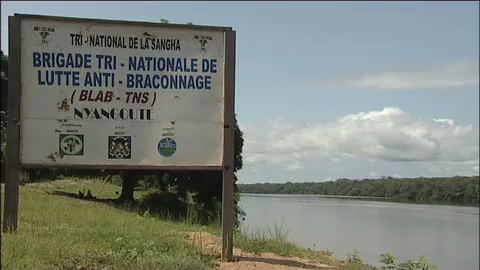 TRI - NATIONAL DE LA SANGHA
BRIGADE TRI - NATIONALE DE
LUTTE ANTI - BRACONNAGE
( BLAB - TNS )
NYANGOUTE